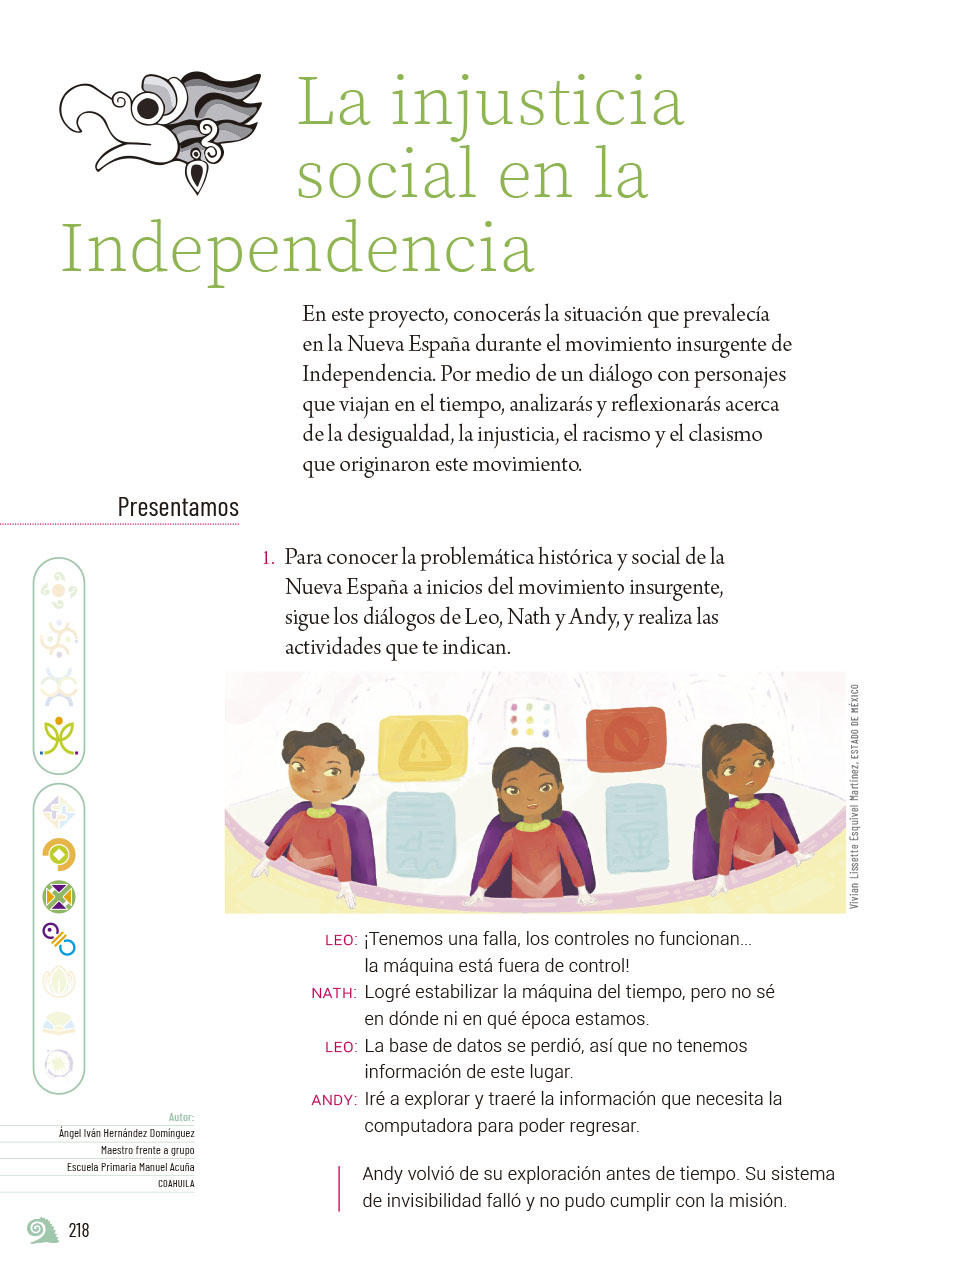 La injusticia
social en la
Independencia
En este proyecto, conocerás la situación que prevalecía
en la Nueva España durante el movimiento insurgente de
Independencia. Por medio de un diálogo con personajes
que viajan en el tiempo, analizarás y reflexionarás acerca
de la desigualdad, la injusticia, el racismo y el clasismo
que originaron este movimiento.
Presentamos
1. Para conocer la problemática histórica y social de la
Nueva España a inicios del movimiento insurgente,
sigue los diálogos de Leo, Nath y Andy, y realiza las
actividades que te indican.
Vivian Lissette Esquivel Martínez, ESTADO DE MÉXICO
LEO: ¡Tenemos una falla, los controles no funcionan...
la máquina está fuera de control!
NATH: Logré estabilizar la máquina del tiempo, pero no sé
en dónde ni en qué época estamos.
LEO: La base de datos se perdió, así que no tenemos
información de este lugar.
ANDY: Iré a explorar y traeré la información que necesita la
computadora para poder regresar.
Andy volvió de su exploración antes de tiempo. Su sistema
de invisibilidad falló y no pudo cumplir con la misión.
Autor:
Ángel Iván Hernández Domínguez
Maestro frente a grupo
Escuela Primaria Manuel Acuña
COAHUILA
218